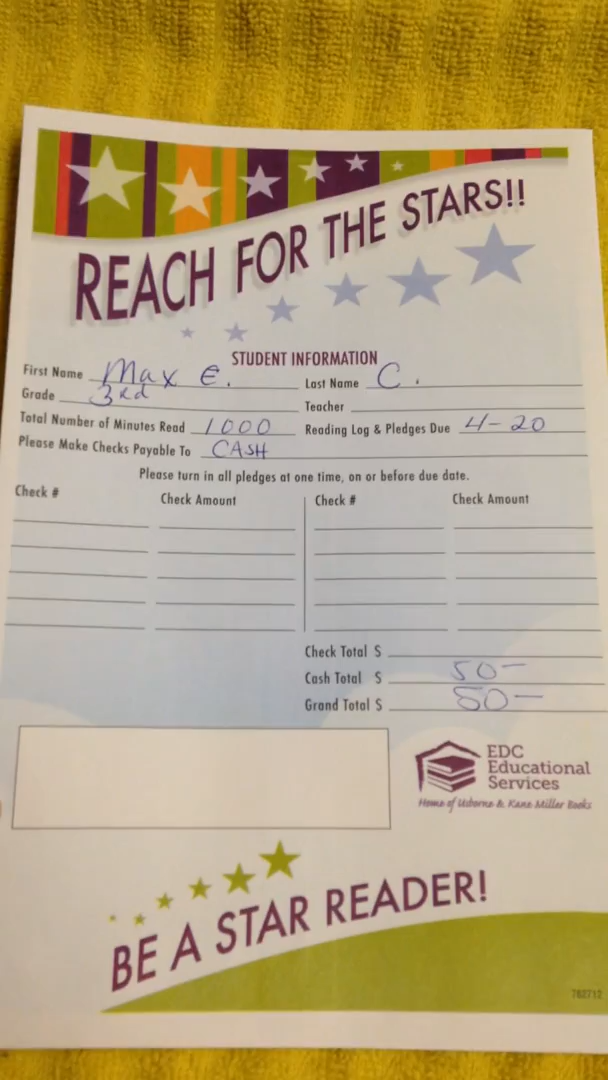 REACH FOR THE STARS!!
STUDENT INFORMATION
First Name Max E. Last Name C.
Grade 3rd Teacher
Total Number of Minutes Read 1000 Reading Log & Pledges Due 4-20
Please Make Checks Payable To CASH
Please turn in all pledges at one time, on or before due date.
Check # Check Amount Check # Check Amount
Check Total $
Cash Total $ 50-
Grand Total $ 50-
EDC
Educational
Services
Home of Usborne & Kane Miller Books
BE A STAR READER!
762712